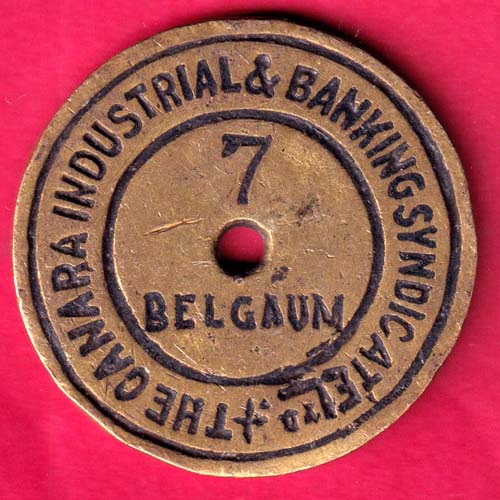 THE CANARA INDUSTRIAL & BANKING SYNDICATE LTD
7
BELGAUM